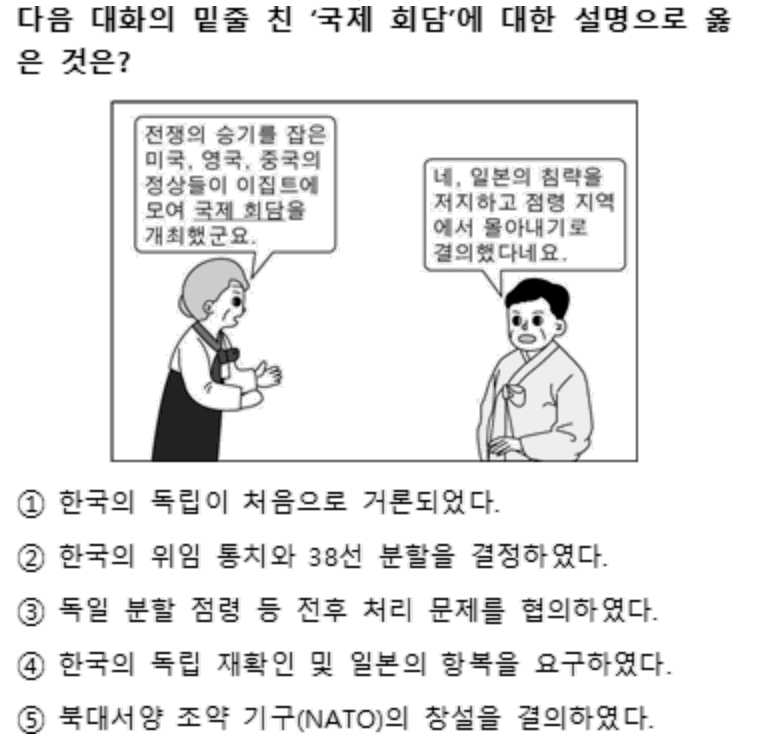 다음 대화의 밑줄 친 ‘국제 회담’에 대한 설명으로 옳
은 것은?
전쟁의 승기를 잡은
미국, 영국, 중국의
정상들이 이집트에
모여 국제 회담을
개최했군요.
네, 일본의 침략을
저지하고 점령 지역
에서 몰아내기로
결의했다네요.
① 한국의 독립이 처음으로 거론되었다.
② 한국의 위임 통치와 38선 분할을 결정하였다.
③ 독일 분할 점령 등 전후 처리 문제를 협의하였다.
④ 한국의 독립 재확인 및 일본의 항복을 요구하였다.
⑤ 북대서양 조약 기구(NATO)의 창설을 결의하였다.